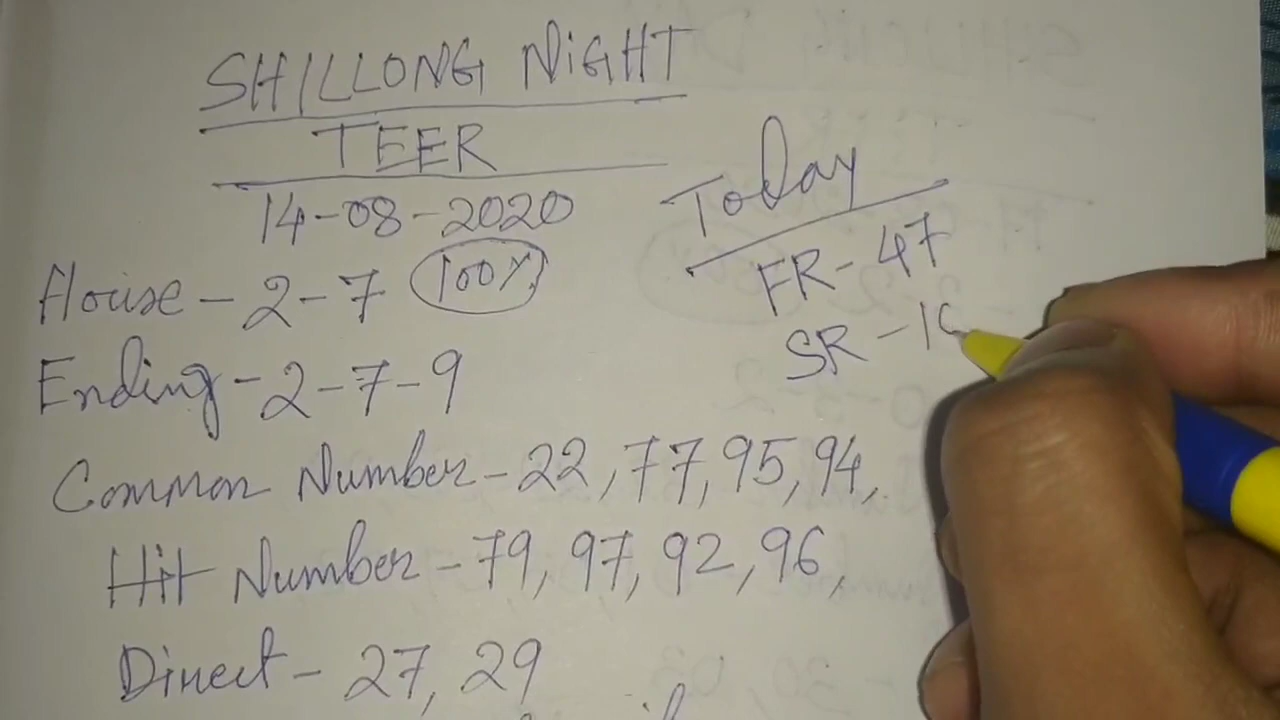 SHILLONG NIGHT
TEER
14-08-2020
House - 2-7 100%
Ending - 2-7-9
Common Number - 22, 77, 95, 94,
Hit Number - 79, 97, 92, 96,
Direct - 27, 29
Today
FR - 47
SR -